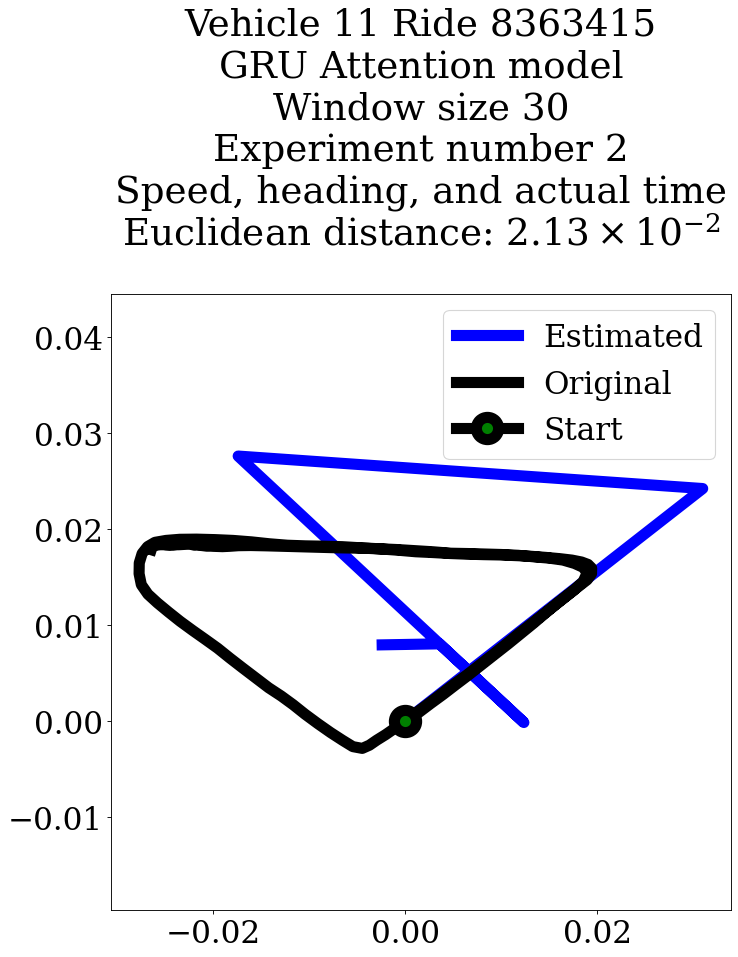 Vehicle 11 Ride 8363415
GRU Attention model
Window size 30
Experiment number 2
Speed, heading, and actual time
Euclidean distance: 2.13 × 10⁻²
Estimated
Original
Start
0.04
0.03
0.02
0.01
0.00
−0.01
−0.02 0.00 0.02